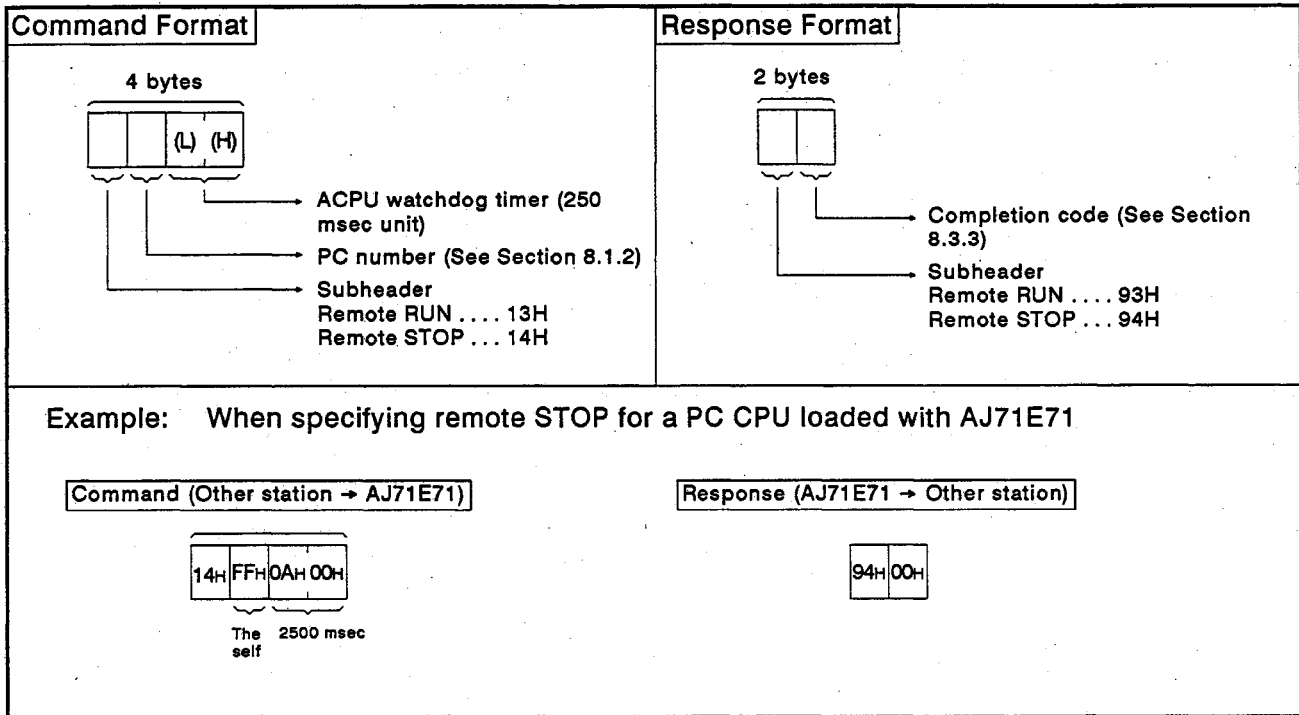 Command Format
4 bytes
(L) (H)
ACPU watchdog timer (250
msec unit)
PC number (See Section 8.1.2)
Subheader
Remote RUN .... 13H
Remote STOP ... 14H
Response Format
2 bytes
Completion code (See Section
8.3.3)
Subheader
Remote RUN .... 93H
Remote STOP ... 94H
Example: When specifying remote STOP for a PC CPU loaded with AJ71E71
Command (Other station → AJ71E71)
14H FFH 0AH 00H
The 2500 msec
self
Response (AJ71E71 → Other station)
94H 00H